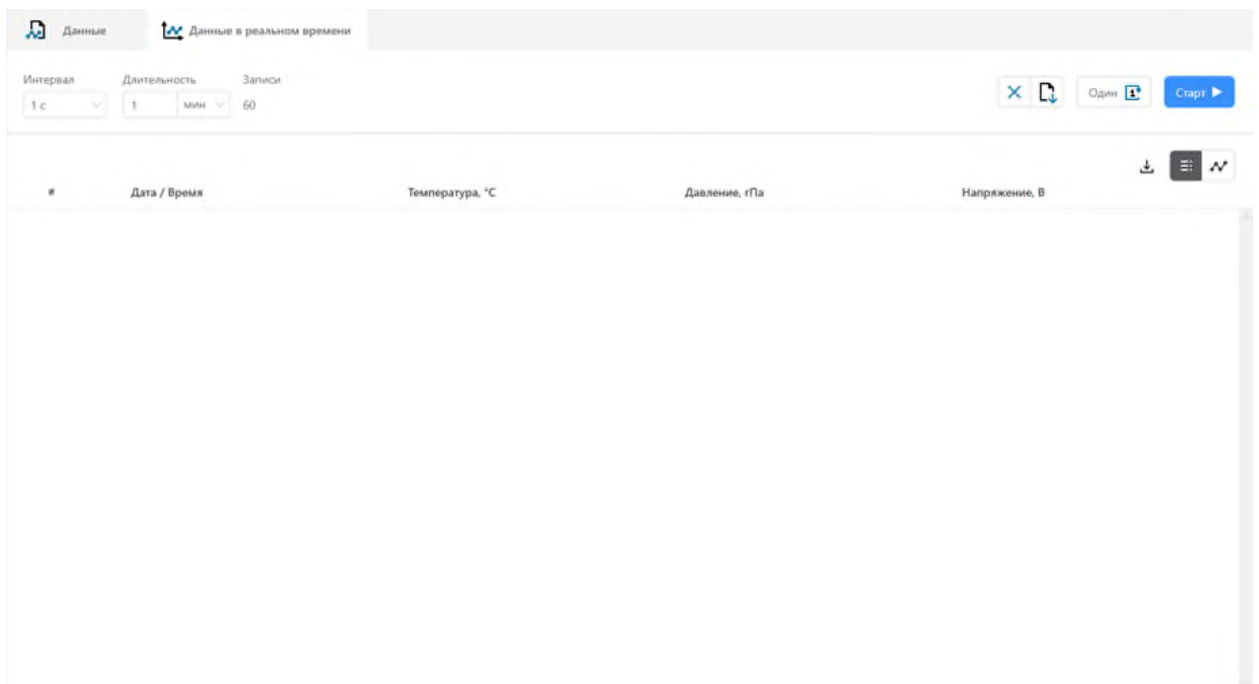 Данные Данные в реальном времени
Интервал Длительность Записи
1 с 1 мин 60 Один 1 Старт
# Дата / Время Температура, °C Давление, гПа Напряжение, В